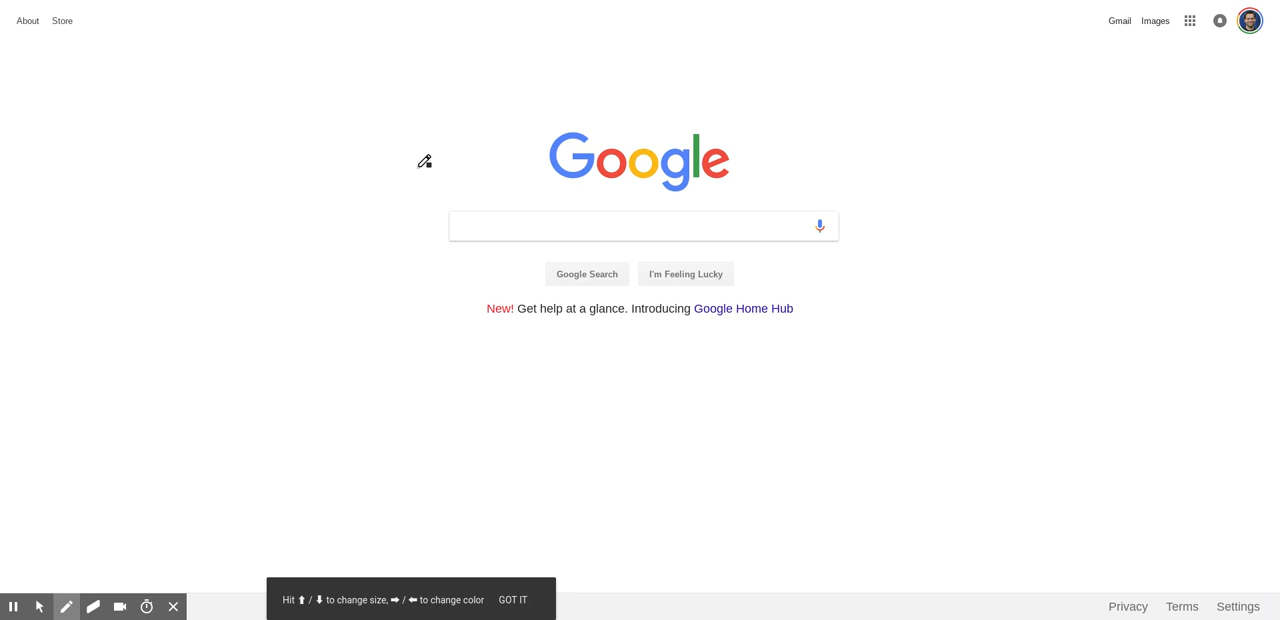 About Store Gmail Images
Google
Google Search I'm Feeling Lucky
New! Get help at a glance. Introducing Google Home Hub
Hit ⬆ / ⬇ to change size, ➡ / ⬅ to change color GOT IT
Privacy Terms Settings